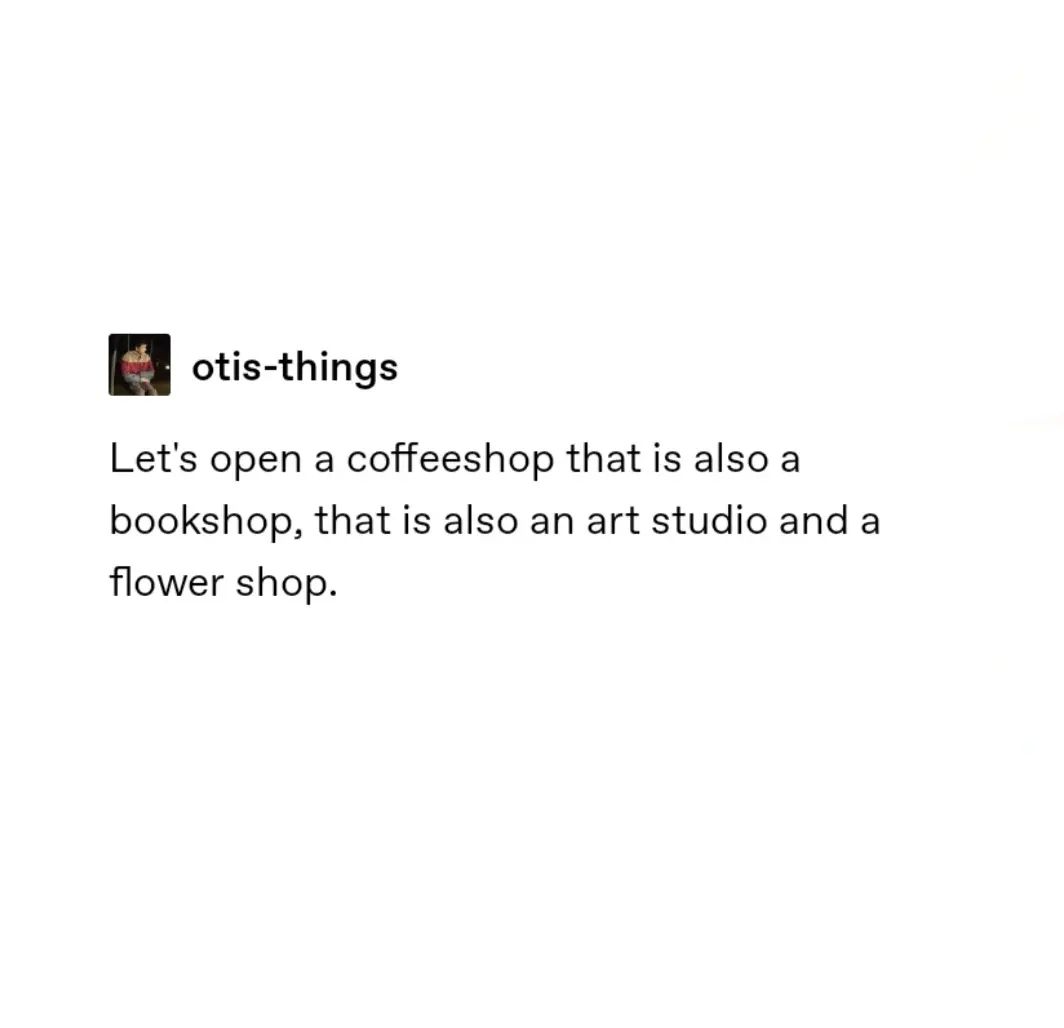 otis-things
Let's open a coffeeshop that is also a
bookshop, that is also an art studio and a
flower shop.